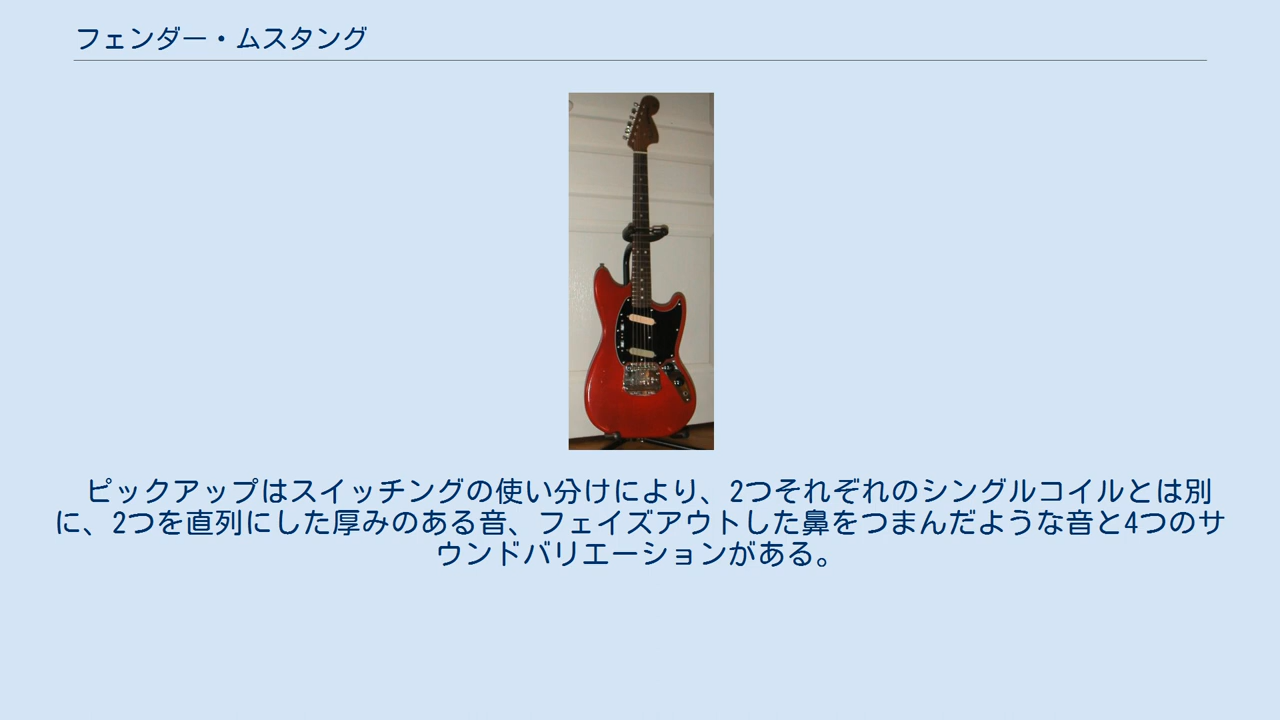 フェンダー・ムスタング
ピックアップはスイッチングの使い分けにより、2つそれぞれのシングルコイルとは別
に、2つを直列にした厚みのある音、フェイズアウトした鼻をつまんだような音と4つのサ
ウンドバリエーションがある。